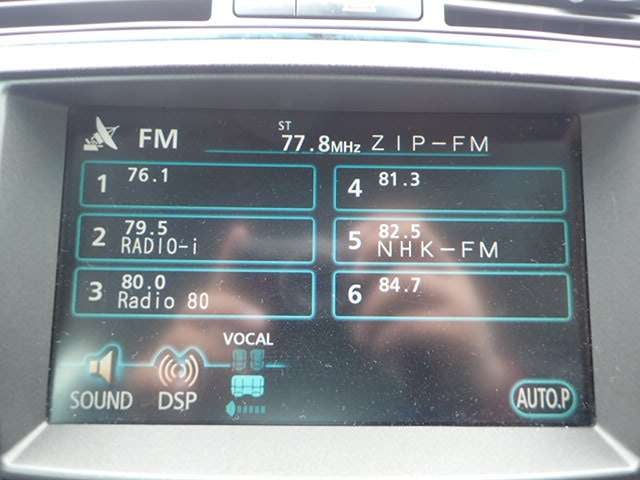 FM
ST
77.8MHz ZIP-FM
1 76.1
2 79.5
RADIO-i
3 80.0
Radio 80
4 81.3
5 82.5
NHK-FM
6 84.7
VOCAL
SOUND
DSP
AUTO.P